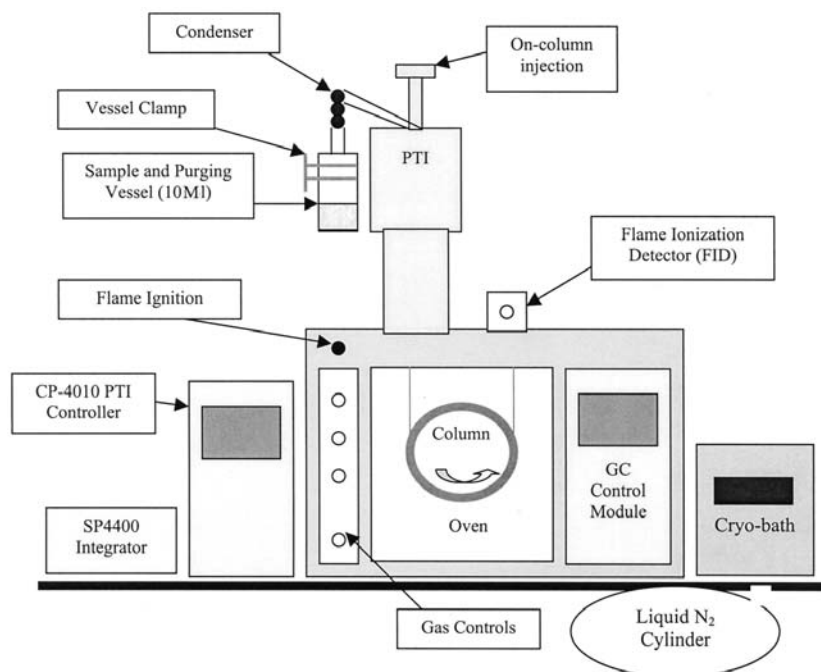 Condenser
On-column
injection
Vessel Clamp
PTI
Sample and Purging
Vessel (10Ml)
Flame Ionization
Detector (FID)
Flame Ignition
CP-4010 PTI
Controller
Column
GC
Control
Module
Oven
SP4400
Integrator
Cryo-bath
Gas Controls
Liquid N₂
Cylinder